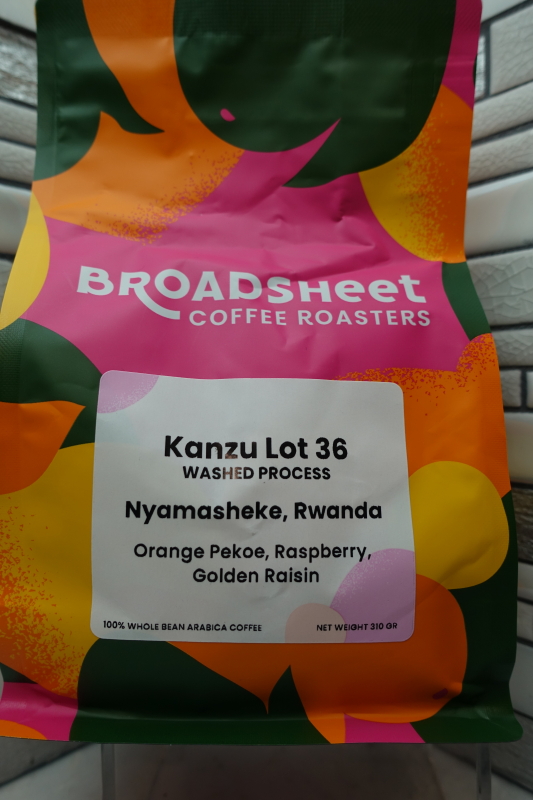 BROADSHeet
COFFEE ROASTERS
Kanzu Lot 36
WASHED PROCESS
Nyamasheke, Rwanda
Orange Pekoe, Raspberry,
Golden Raisin
100% WHOLE BEAN ARABICA COFFEE
NET WEIGHT 310 GR